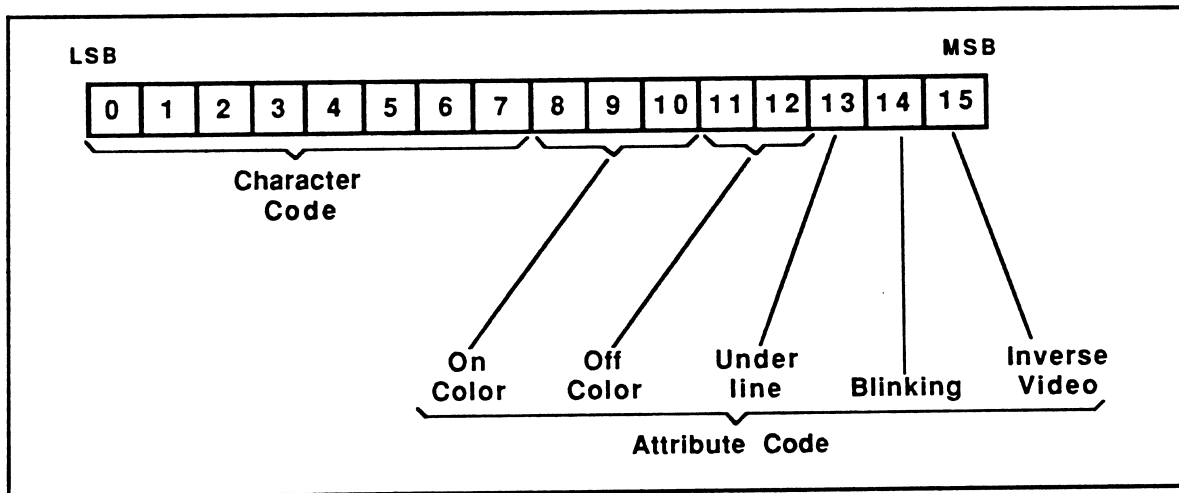 LSB MSB
0 1 2 3 4 5 6 7 8 9 10 11 12 13 14 15
Character
Code
On Off Under Inverse
Color Color line Blinking Video
Attribute Code